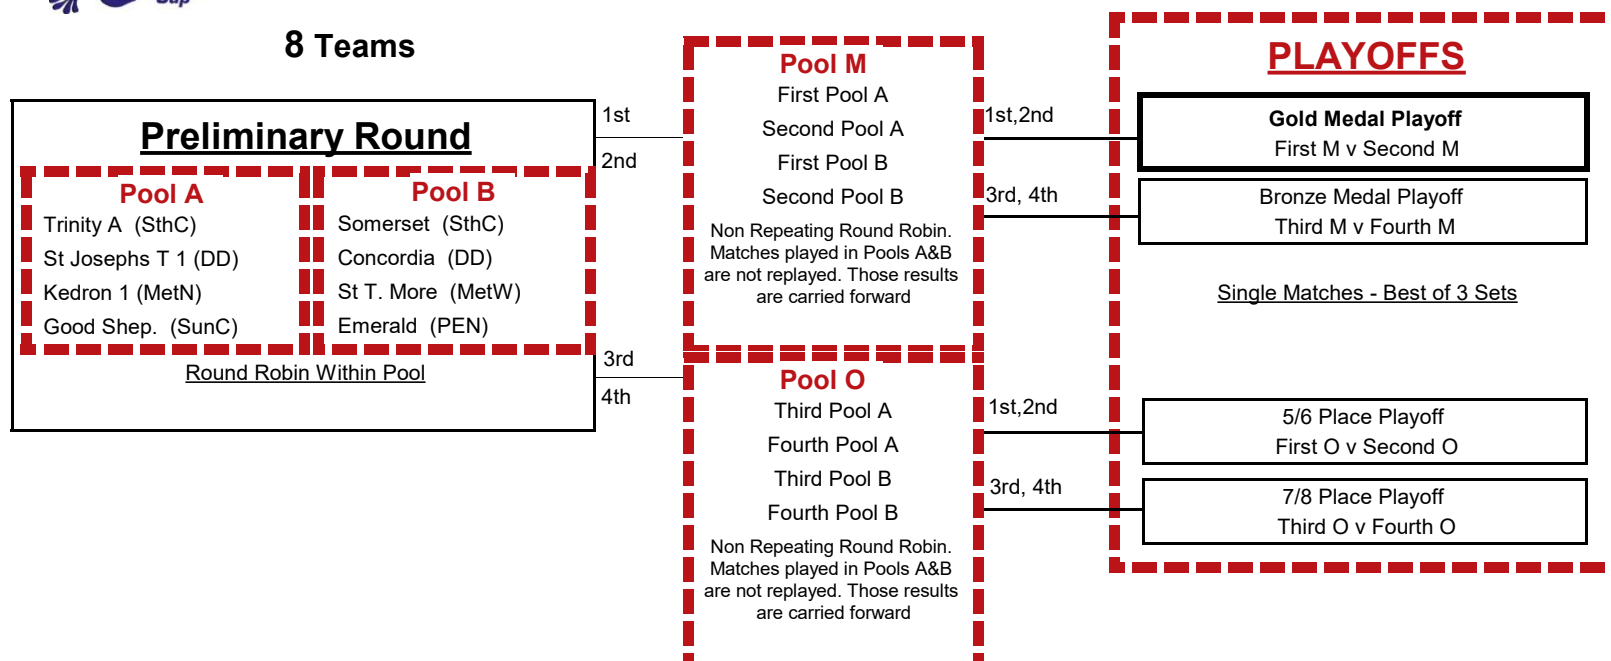 Cup
8 Teams
Preliminary Round
Pool A
Trinity A (SthC)
St Josephs T 1 (DD)
Kedron 1 (MetN)
Good Shep. (SunC)
Pool B
Somerset (SthC)
Concordia (DD)
St T. More (MetW)
Emerald (PEN)
Round Robin Within Pool
1st
2nd
3rd
4th
Pool M
First Pool A
Second Pool A
First Pool B
Second Pool B
Non Repeating Round Robin.
Matches played in Pools A&B
are not replayed. Those results
are carried forward
Pool O
Third Pool A
Fourth Pool A
Third Pool B
Fourth Pool B
Non Repeating Round Robin.
Matches played in Pools A&B
are not replayed. Those results
are carried forward
1st,2nd
3rd, 4th
1st,2nd
3rd, 4th
PLAYOFFS
Gold Medal Playoff
First M v Second M
Bronze Medal Playoff
Third M v Fourth M
Single Matches - Best of 3 Sets
5/6 Place Playoff
First O v Second O
7/8 Place Playoff
Third O v Fourth O